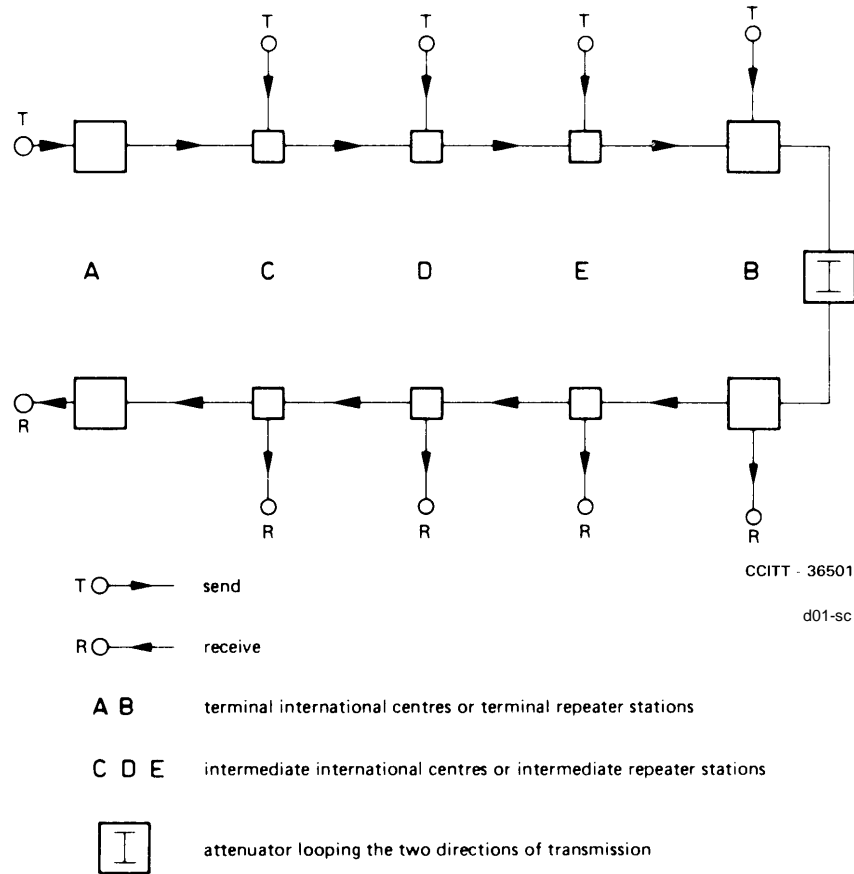 T T T T
T
A C D E B I
R
R R R R
CCITT - 36501
d01-sc
T send
R receive
A B terminal international centres or terminal repeater stations
C D E intermediate international centres or intermediate repeater stations
I attenuator looping the two directions of transmission